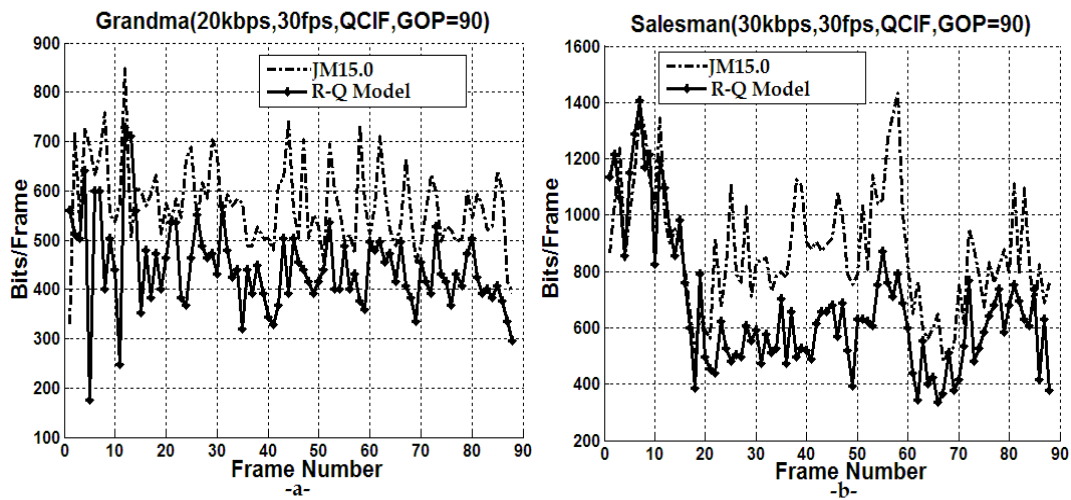 Grandma(20kbps,30fps,QCIF,GOP=90)
900
800
700
600
500
400
300
200
100
Bits/Frame
JM15.0
R-Q Model
0 10 20 30 40 50 60 70 80 90
Frame Number
-a-
Salesman(30kbps,30fps,QCIF,GOP=90)
1600
1400
1200
1000
800
600
400
200
Bits/Frame
JM15.0
R-Q Model
0 10 20 30 40 50 60 70 80 90
Frame Number
-b-